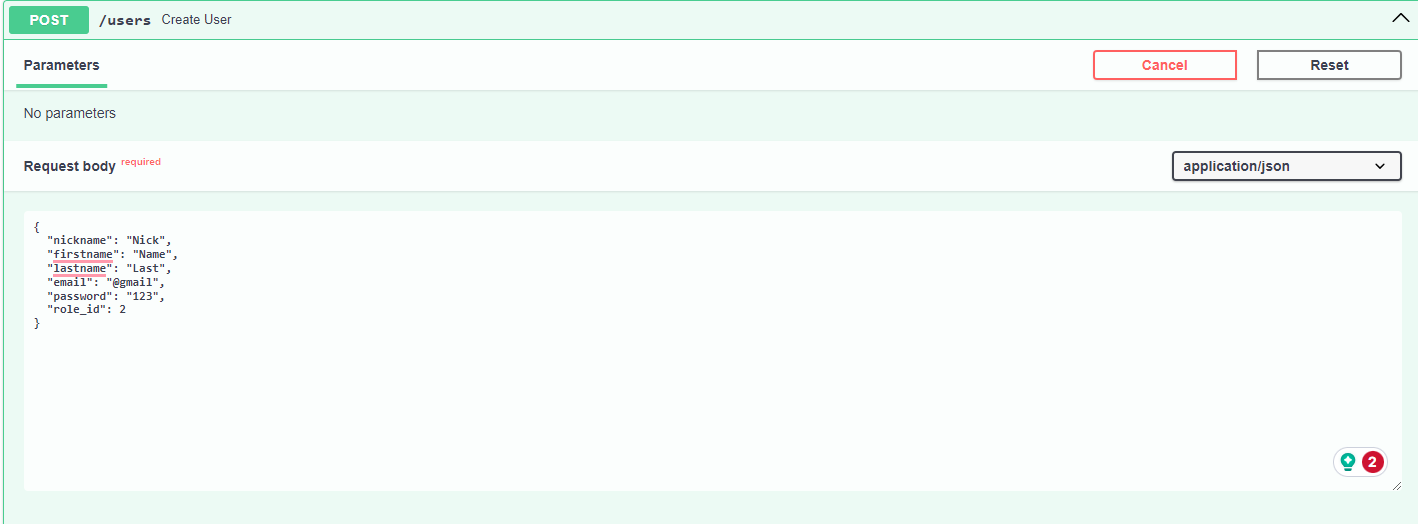 POST /users Create User
Parameters
Cancel
Reset
No parameters
Request body required
application/json
{
  "nickname": "Nick",
  "firstname": "Name",
  "lastname": "Last",
  "email": "@gmail",
  "password": "123",
  "role_id": 2
}
2